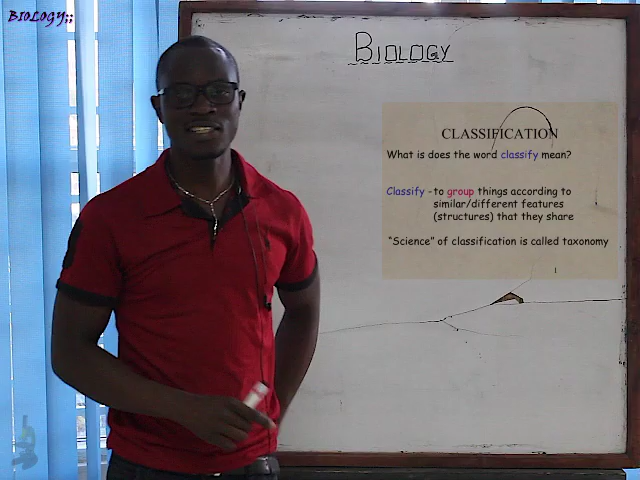 BIOLOGY;;
BIOLOGY
CLASSIFICATION
What is does the word classify mean?
Classify - to group things according to
similar/different features
(structures) that they share
"Science" of classification is called taxonomy